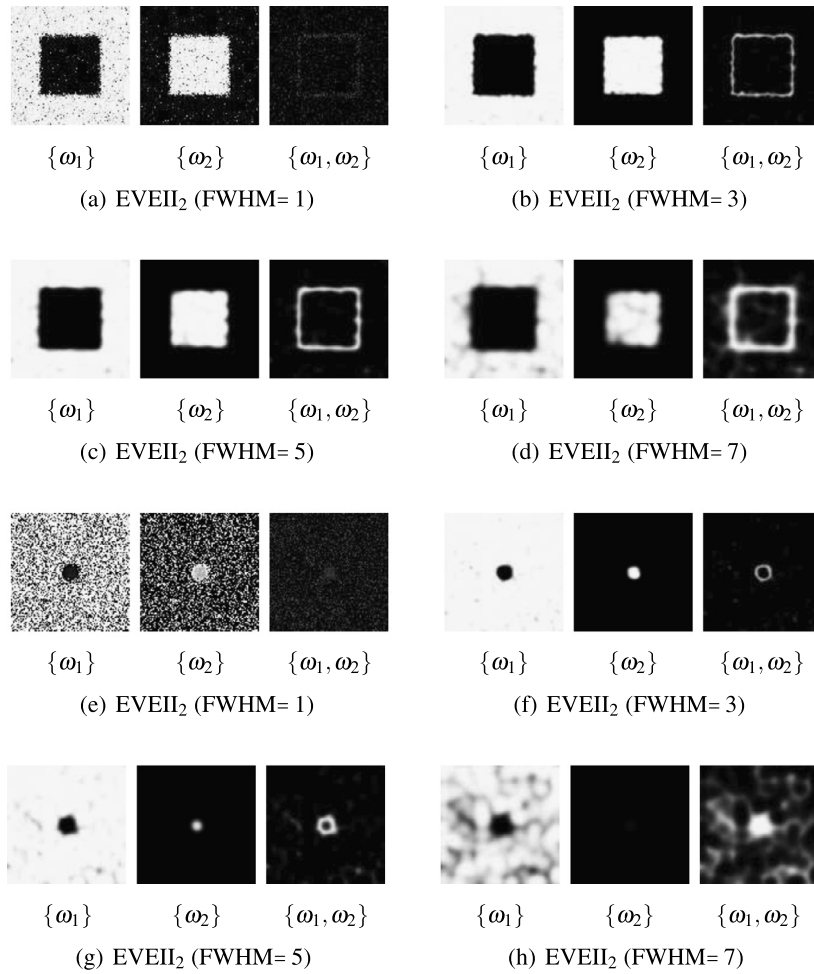 {ω₁} {ω₂} {ω₁, ω₂} {ω₁} {ω₂} {ω₁, ω₂}
(a) EVEII₂ (FWHM= 1) (b) EVEII₂ (FWHM= 3)
{ω₁} {ω₂} {ω₁, ω₂} {ω₁} {ω₂} {ω₁, ω₂}
(c) EVEII₂ (FWHM= 5) (d) EVEII₂ (FWHM= 7)
{ω₁} {ω₂} {ω₁, ω₂} {ω₁} {ω₂} {ω₁, ω₂}
(e) EVEII₂ (FWHM= 1) (f) EVEII₂ (FWHM= 3)
{ω₁} {ω₂} {ω₁, ω₂} {ω₁} {ω₂} {ω₁, ω₂}
(g) EVEII₂ (FWHM= 5) (h) EVEII₂ (FWHM= 7)